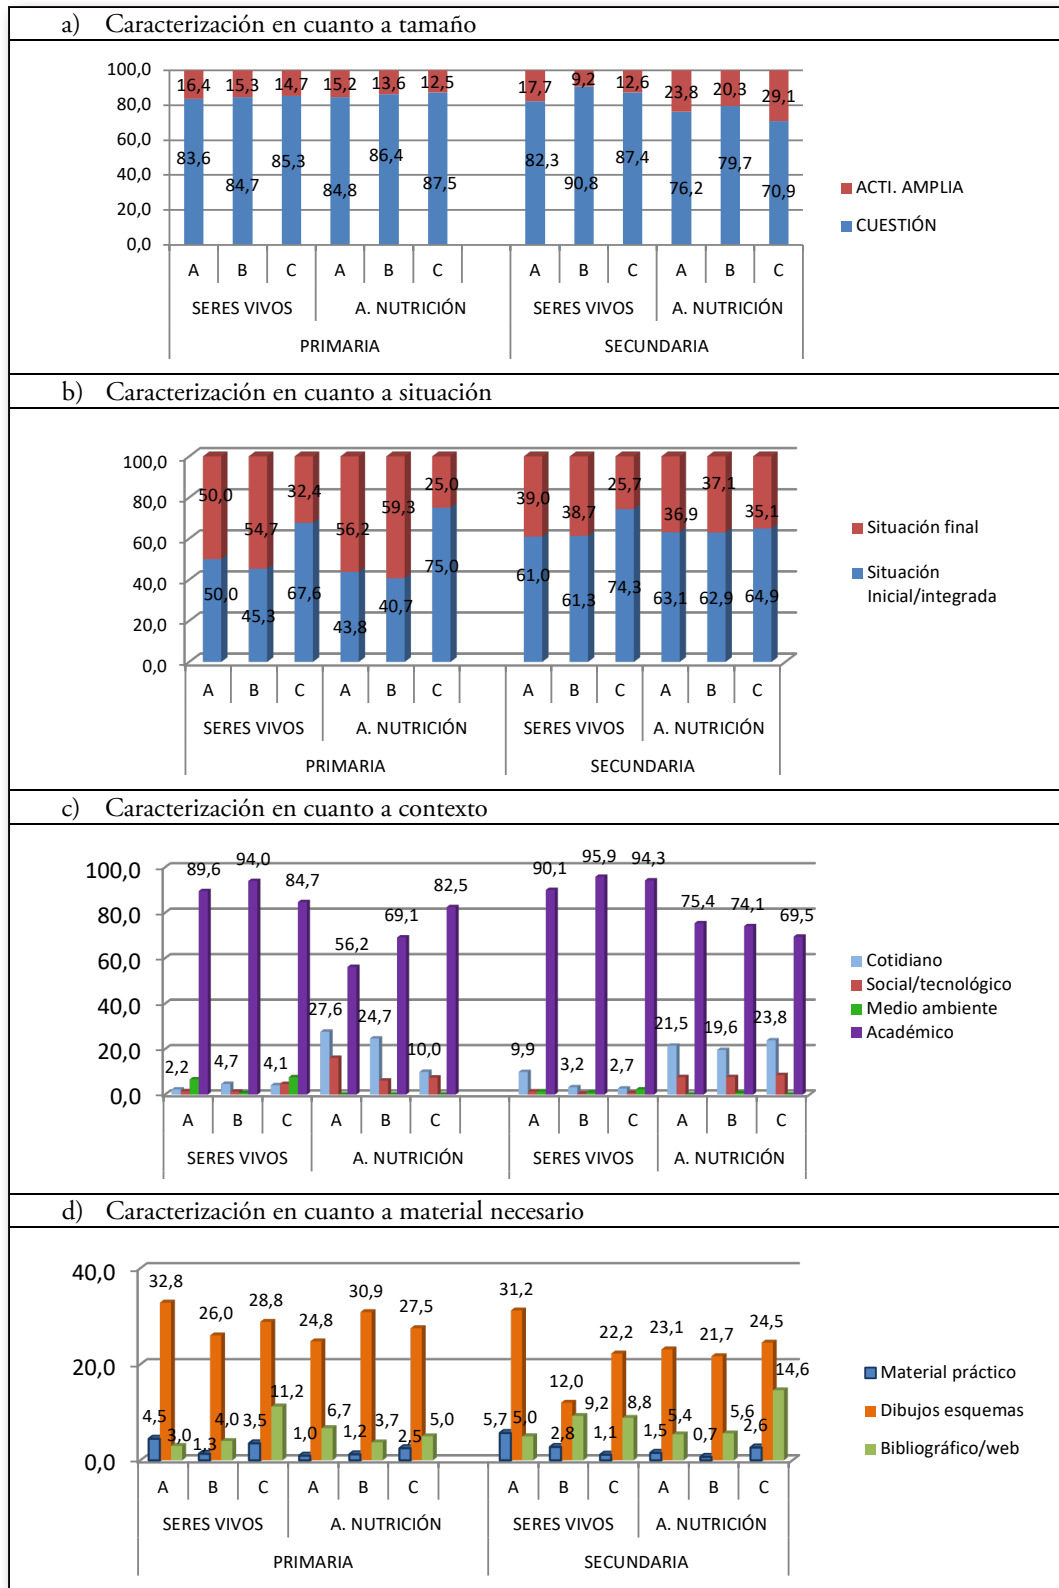 a) Caracterización en cuanto a tamaño
100,0
80,0
60,0
40,0
20,0
0,0
16,4 15,3 14,7 15,2 13,6 12,5 17,7 9,2 12,6 23,8 20,3 29,1
83,6 84,7 85,3 84,8 86,4 87,5 82,3 90,8 87,4 76,2 79,7 70,9
ACTI. AMPLIA
CUESTIÓN
A B C A B C A B C A B C
SERES VIVOS A. NUTRICIÓN SERES VIVOS A. NUTRICIÓN
PRIMARIA SECUNDARIA
b) Caracterización en cuanto a situación
100,0
80,0
60,0
40,0
20,0
0,0
50,0 54,7 32,4 56,2 59,3 25,0 39,0 38,7 25,7 36,9 37,1 35,1
50,0 45,3 67,6 43,8 40,7 75,0 61,0 61,3 74,3 63,1 62,9 64,9
Situación final
Situación
Inicial/integrada
A B C A B C A B C A B C
SERES VIVOS A. NUTRICIÓN SERES VIVOS A. NUTRICIÓN
PRIMARIA SECUNDARIA
c) Caracterización en cuanto a contexto
100,0
80,0
60,0
40,0
20,0
0,0
89,6 94,0 84,7 56,2 69,1 82,5 90,1 95,9 94,3 75,4 74,1 69,5
2,2 4,7 4,1 27,6 24,7 10,0 9,9 3,2 2,7 21,5 19,6 23,8
Cotidiano
Social/tecnológico
Medio ambiente
Académico
A B C A B C A B C A B C
SERES VIVOS A. NUTRICIÓN SERES VIVOS A. NUTRICIÓN
d) Caracterización en cuanto a material necesario
40,0
20,0
0,0
32,8 26,0 28,8 24,8 30,9 27,5 31,2 12,0 22,2 23,1 21,7 24,5
4,5 1,3 3,5 1,0 1,2 2,5 5,7 2,8 1,1 1,5 0,7 2,6
3,0 4,0 11,2 6,7 3,7 5,0 5,0 9,2 8,8 5,4 5,6 14,6
Material práctico
Dibujos esquemas
Bibliográfico/web
A B C A B C A B C A B C
SERES VIVOS A. NUTRICIÓN SERES VIVOS A. NUTRICIÓN
PRIMARIA SECUNDARIA